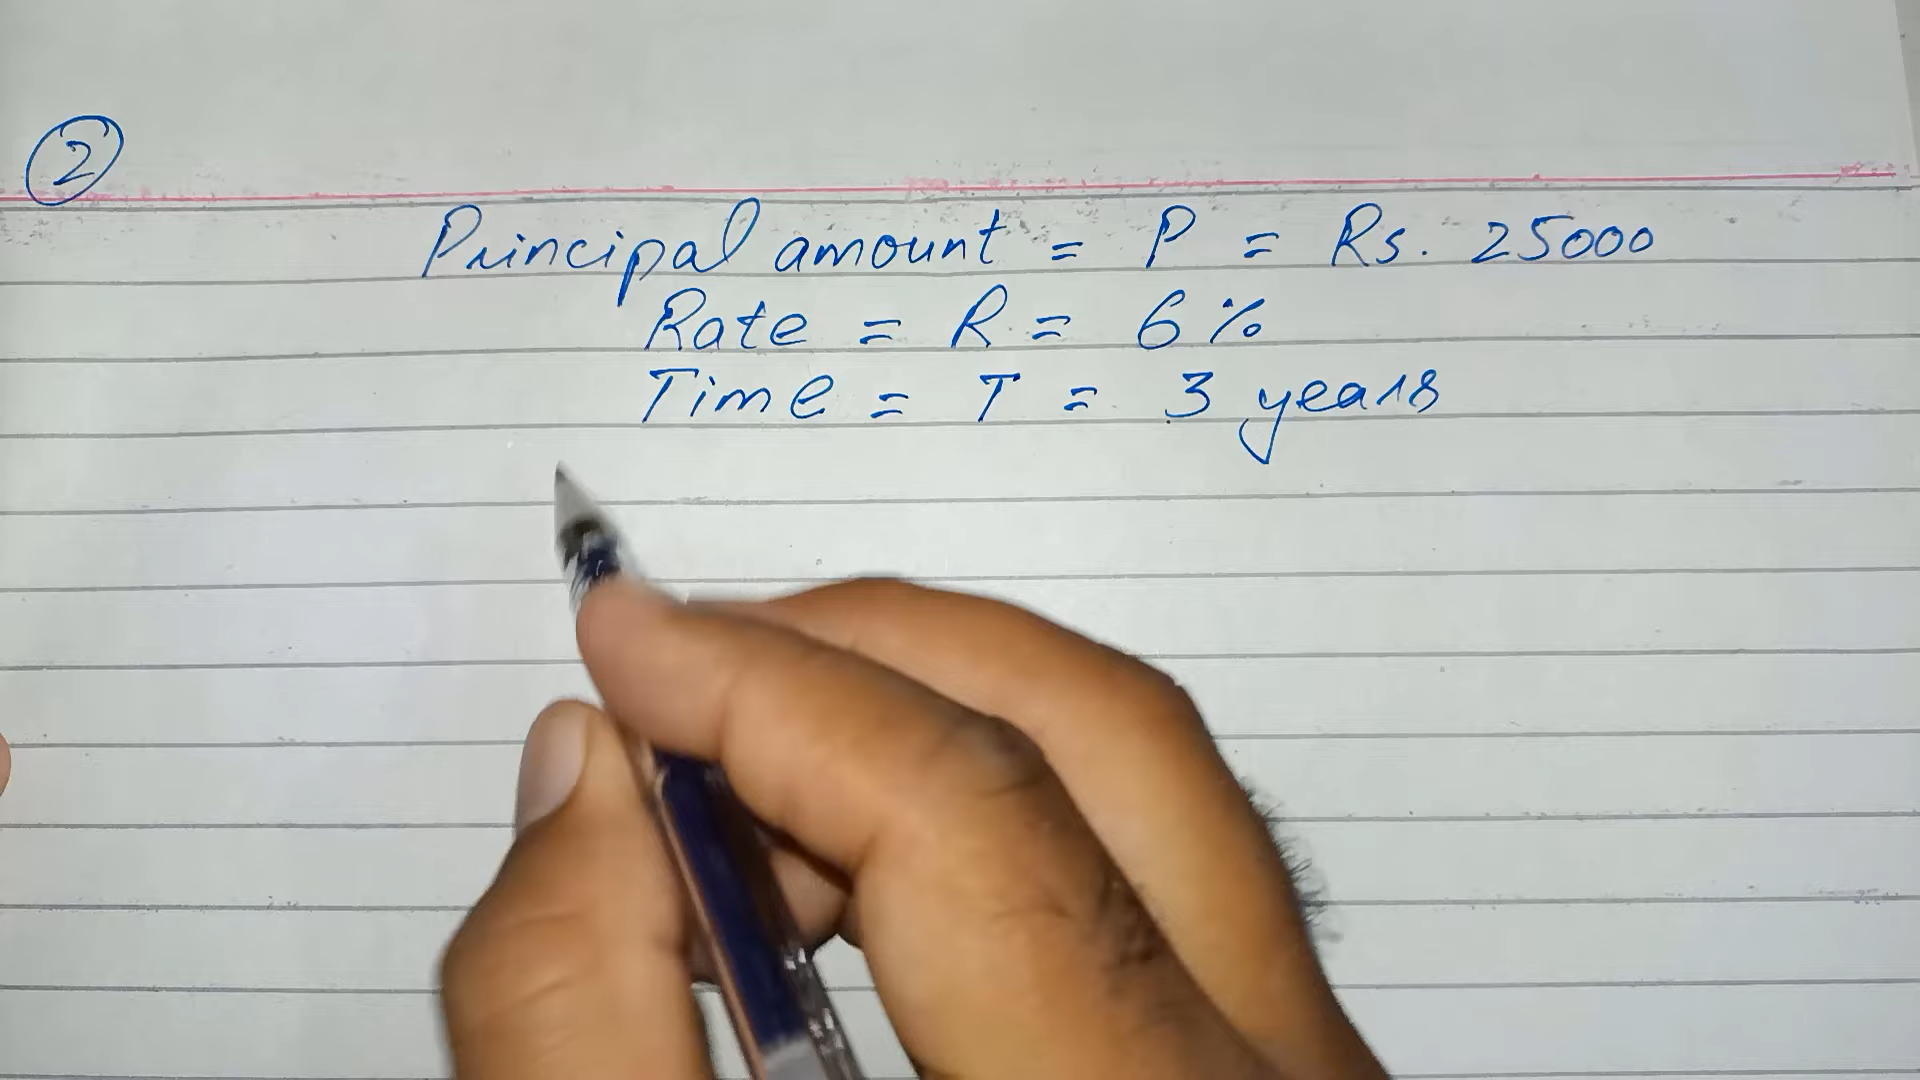 2
Principal amount = P = Rs. 25000
Rate = R = 6%
Time = T = 3 years